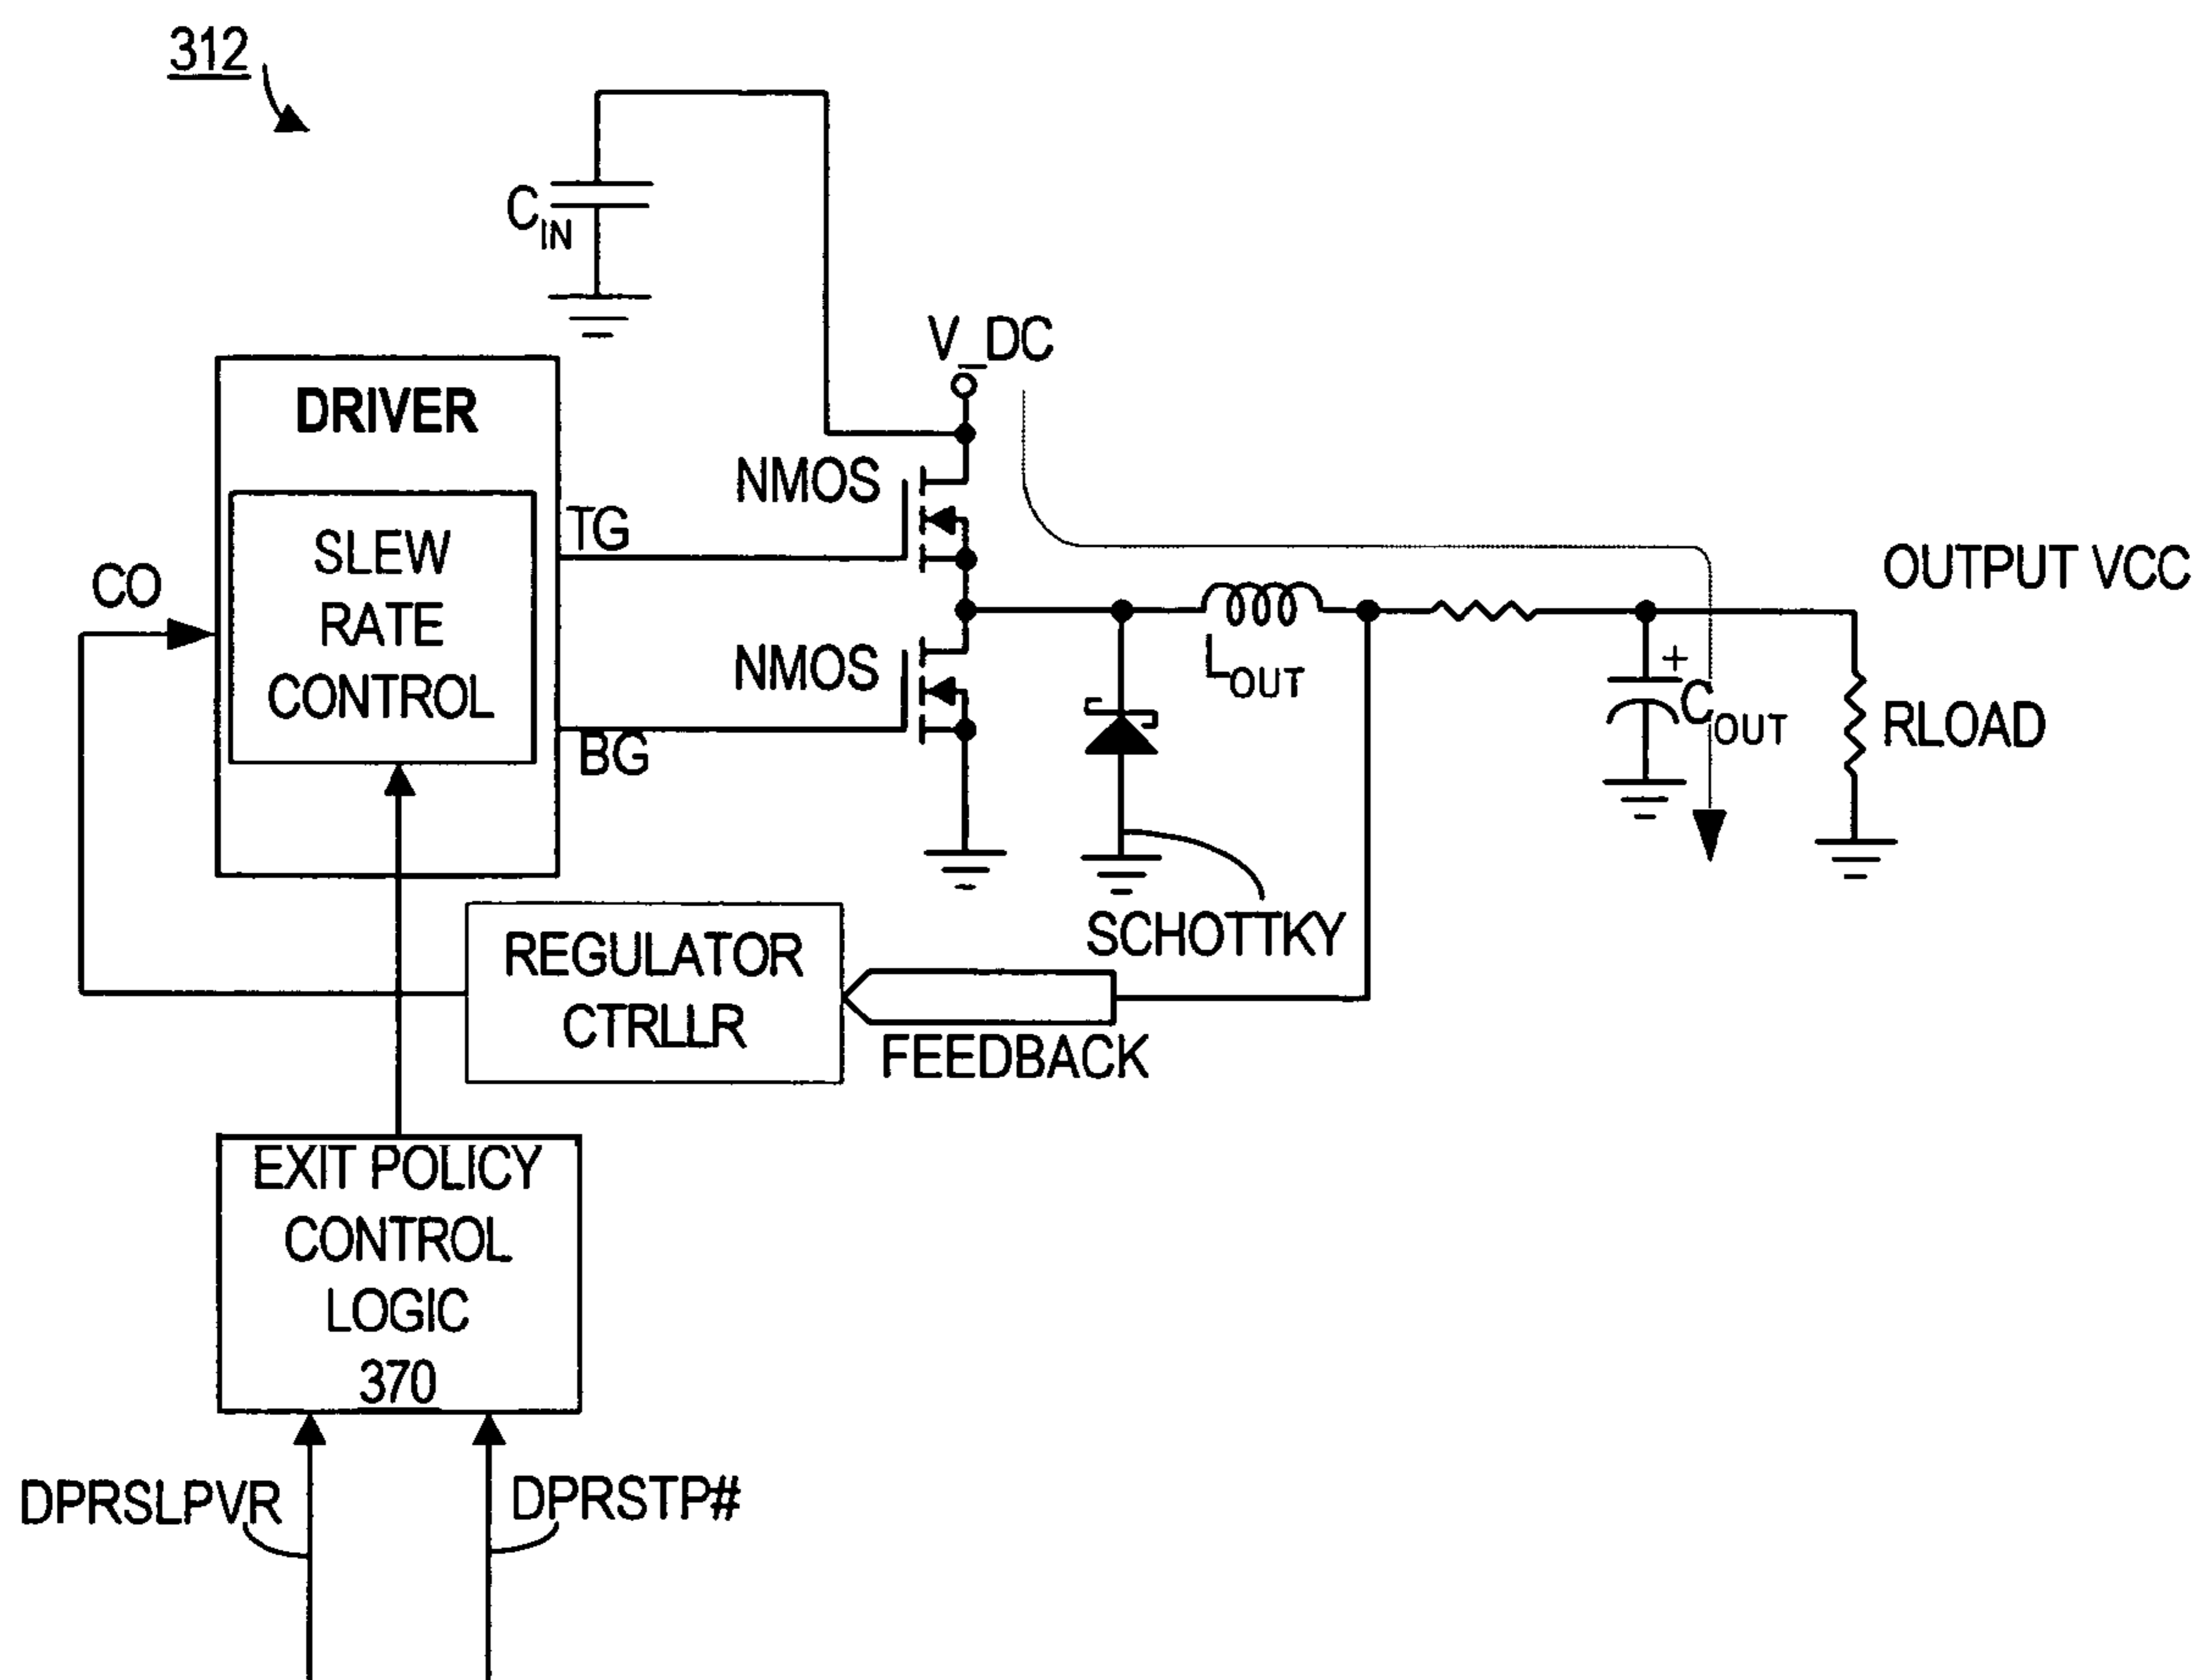 312
C_IN
V_DC
DRIVER
NMOS
SLEW
RATE
CONTROL
TG
CO
OUTPUT VCC
NMOS
L_OUT
+
C_OUT
RLOAD
BG
SCHOTTKY
REGULATOR
CTRLLR
FEEDBACK
EXIT POLICY
CONTROL
LOGIC
370
DPRSLPVR
DPRSTP#